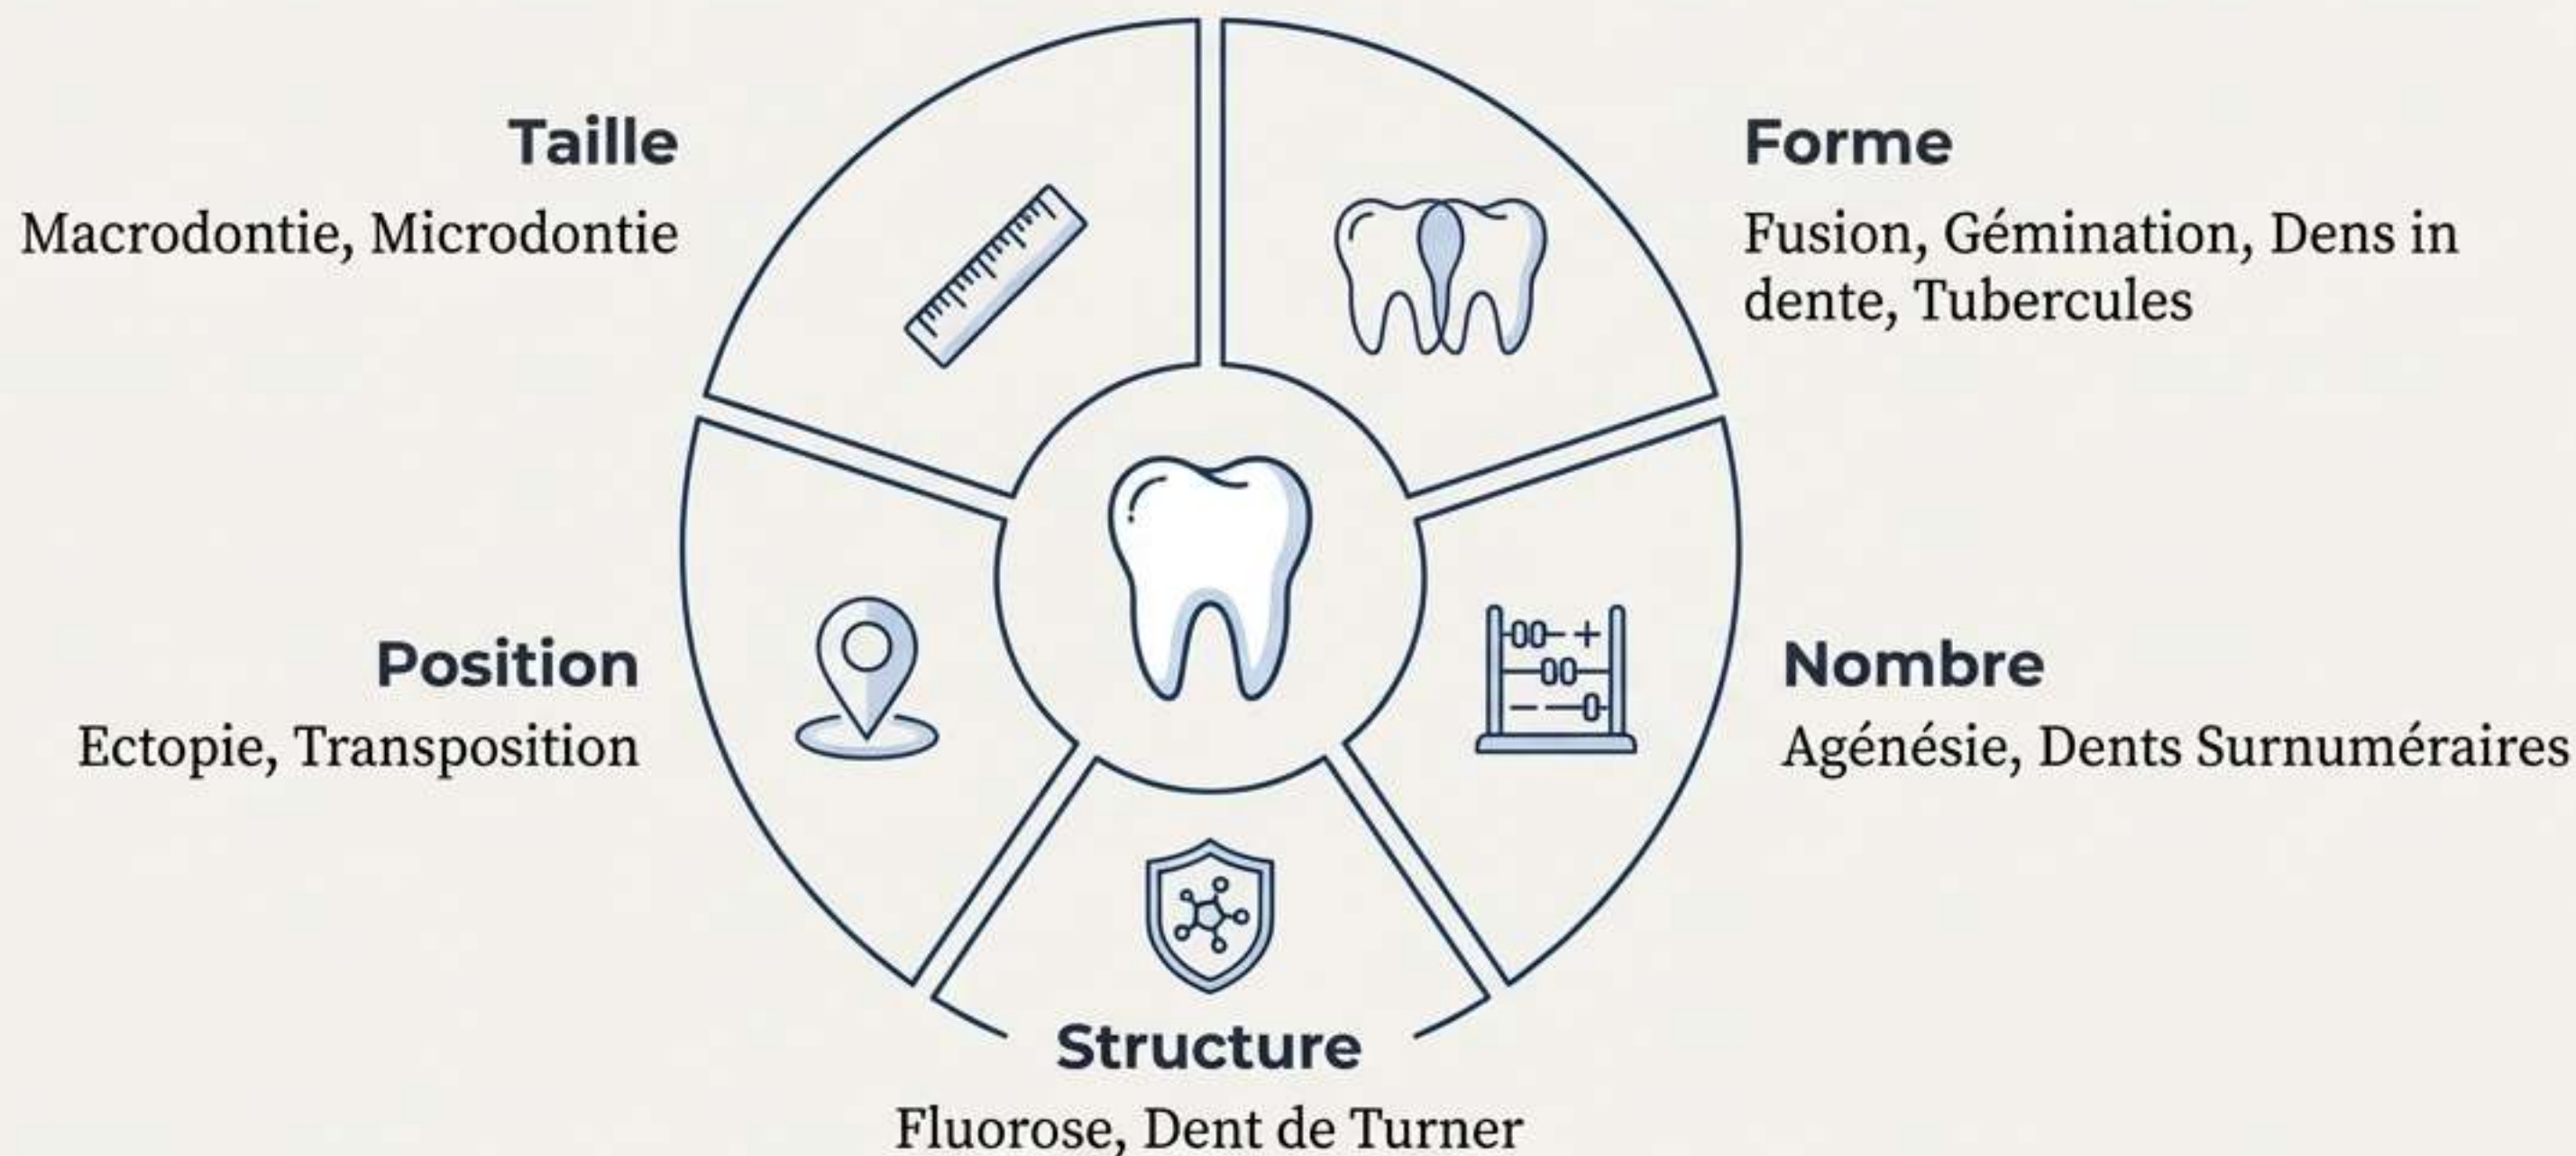 Taille
Macrodontie, Microdontie
Forme
Fusion, Gémination, Dens in
dente, Tubercules
Position
Ectopie, Transposition
Nombre
Agénésie, Dents Surnuméraires
Structure
Fluorose, Dent de Turner